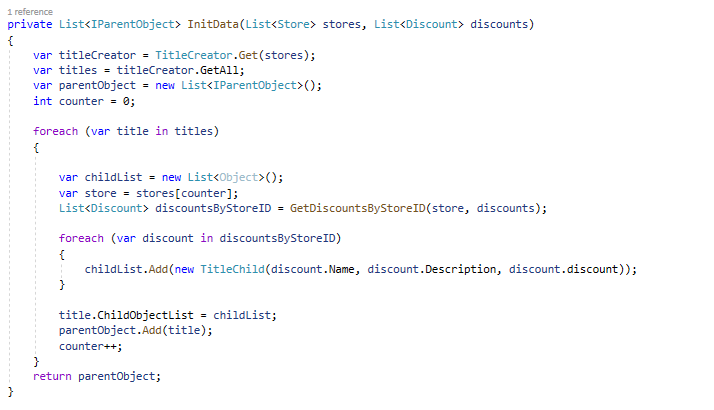 1 reference
private List<IParentObject> InitData(List<Store> stores, List<Discount> discounts)
{
var titleCreator = TitleCreator.Get(stores);
var titles = titleCreator.GetAll;
var parentObject = new List<IParentObject>();
int counter = 0;
foreach (var title in titles)
{
var childList = new List<Object>();
var store = stores[counter];
List<Discount> discountsByStoreID = GetDiscountsByStoreID(store, discounts);
foreach (var discount in discountsByStoreID)
{
childList.Add(new TitleChild(discount.Name, discount.Description, discount.discount));
}
title.ChildObjectList = childList;
parentObject.Add(title);
counter++;
}
return parentObject;
}